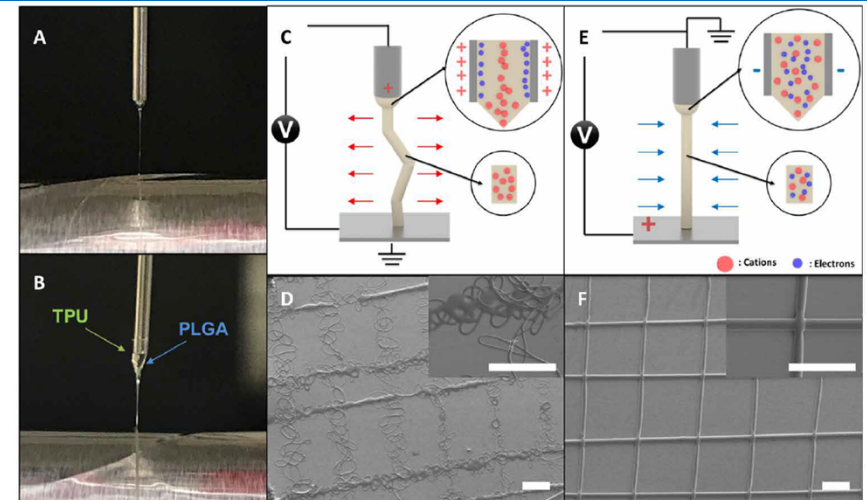 A
C
E
+ + + + + + + +
+
V
- -
V
+
: Cations : Electrons
B
TPU
PLGA
D
F